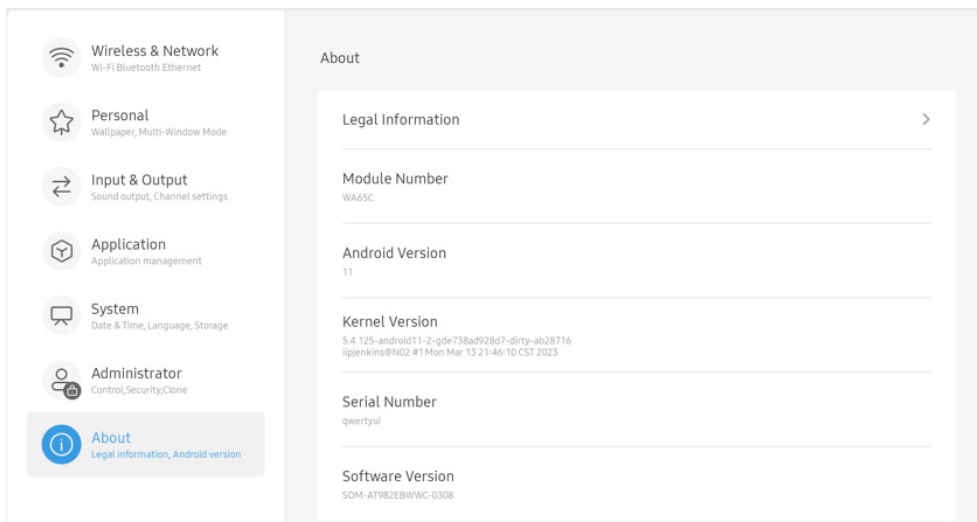 Wireless & Network
Wi-Fi Bluetooth Ethernet
Personal
Wallpaper, Multi-Window Mode
Input & Output
Sound output, Channel settings
Application
Application management
System
Date & Time, Language, Storage
Administrator
Control,Security,Clone
About
Legal information, Android version
About
Legal Information
Module Number
WA65C
Android Version
11
Kernel Version
5.4.125-android11-2-gde738ad928d7-dirty-ab28716
iipjenkins@N02 #1 Mon Mar 13 21:46:10 CST 2023
Serial Number
qwertyui
Software Version
SOM-AT982EBWWC-0308